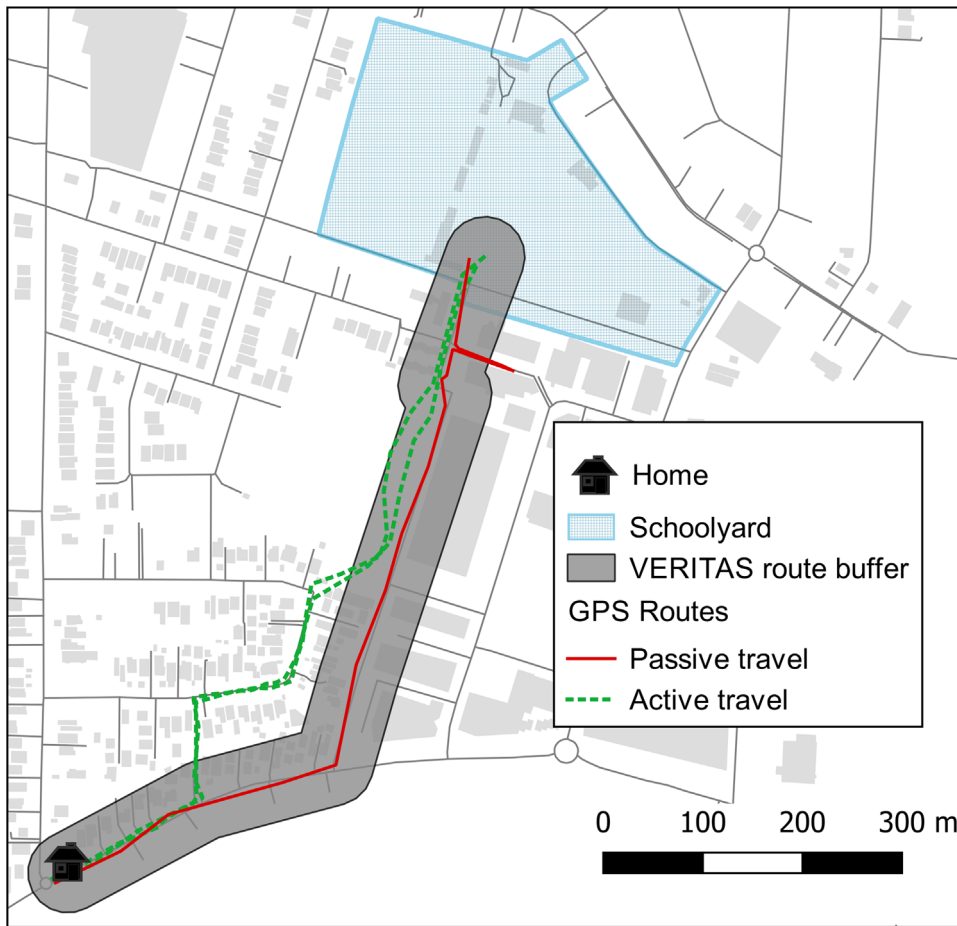 Home
Schoolyard
VERITAS route buffer
GPS Routes
Passive travel
Active travel
0 100 200 300 m